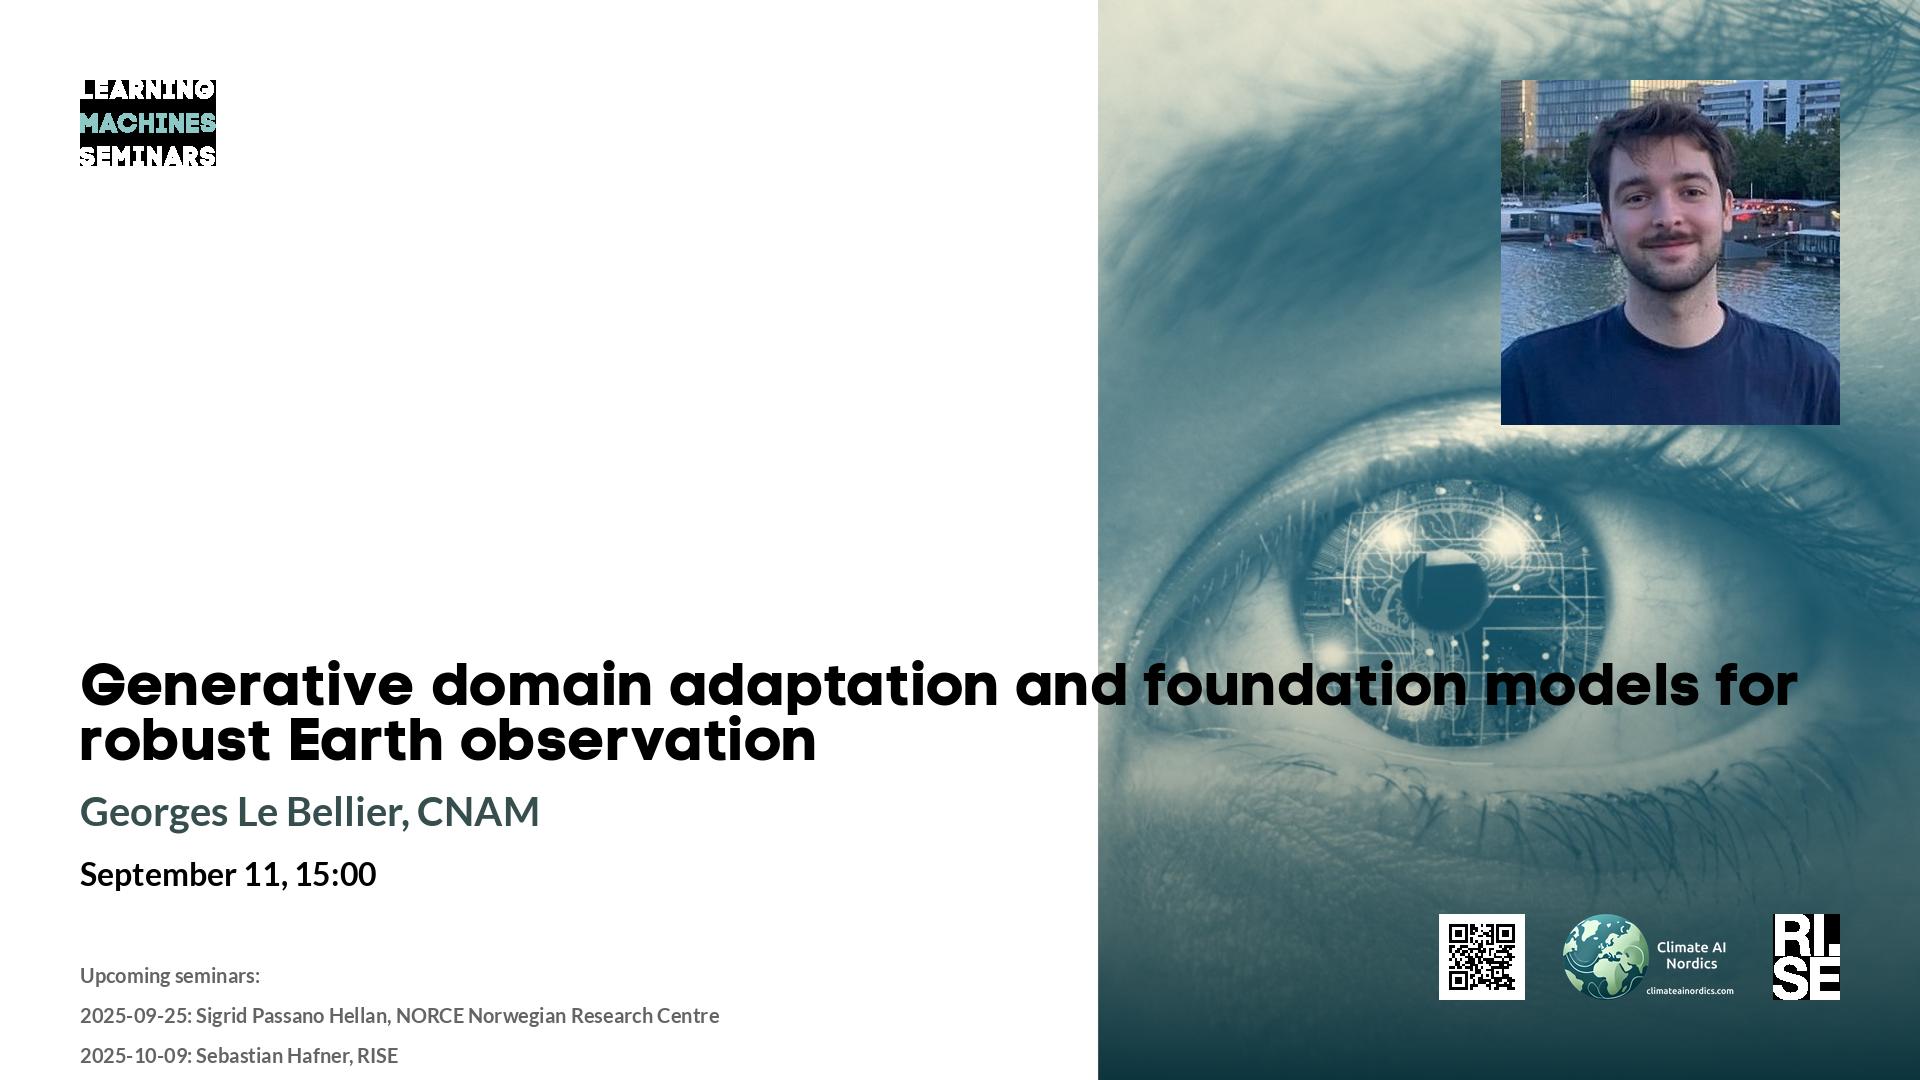 LEARNING
MACHINES
SEMINARS
Generative domain adaptation and foundation models for
robust Earth observation
Georges Le Bellier, CNAM
September 11, 15:00
Upcoming seminars:
2025-09-25: Sigrid Passano Hellan, NORCE Norwegian Research Centre
2025-10-09: Sebastian Hafner, RISE
Climate AI
Nordics
climateainordics.com
RI.
SE